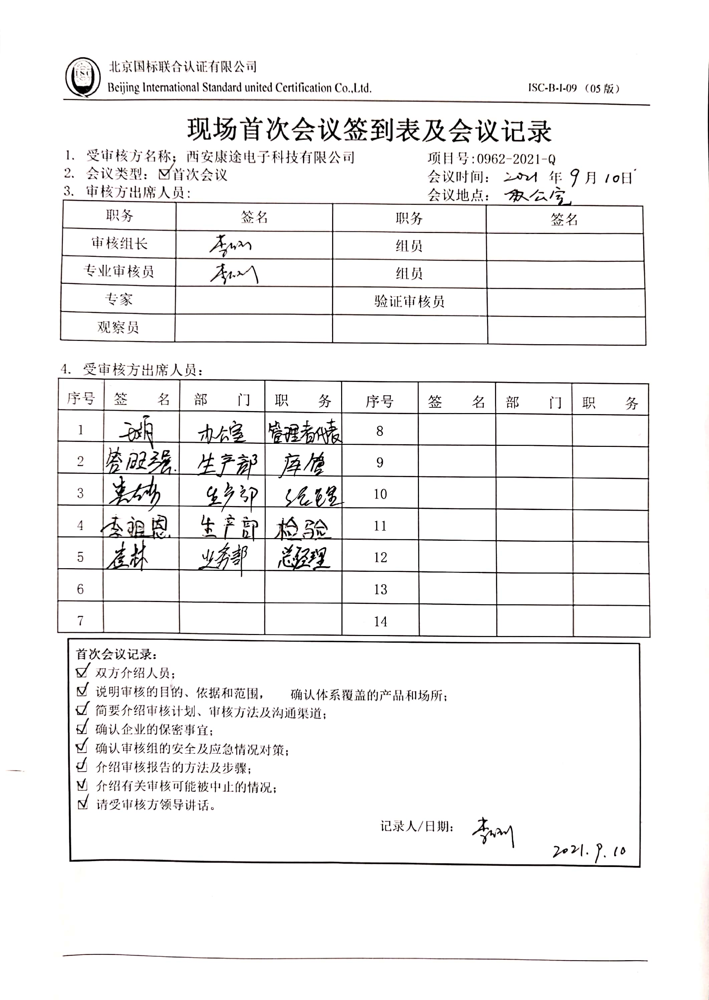 ISC
北京国标联合认证有限公司
Beijing International Standard united Certification Co.,Ltd.
ISC-B-I-09（05版）
现场首次会议签到表及会议记录
1. 受审核方名称：西安康途电子科技有限公司 项目号:0962-2021-Q
2. 会议类型：☑首次会议 会议时间： 2021 年 9 月 10日
3. 审核方出席人员: 会议地点： 办公室
职务 签名 职务 签名
审核组长 组员
专业审核员 组员
专家 验证审核员
观察员
4. 受审核方出席人员：
序号 签 名 部 门 职 务 序号 签 名 部 门 职 务
1 办公室 管理者代表 8
2 生产部 库管 9
3 生产部 经理 10
4 李祖恩 生产部 检验 11
5 崔林 业务部 总经理 12
6 13
7 14
首次会议记录：
☑ 双方介绍人员；
☑ 说明审核的目的、依据和范围， 确认体系覆盖的产品和场所；
☑ 简要介绍审核计划、审核方法及沟通渠道；
☑ 确认企业的保密事宜；
☑ 确认审核组的安全及应急情况对策；
☑ 介绍审核报告的方法及步骤；
☑ 介绍有关审核可能被中止的情况；
☑ 请受审核方领导讲话。
记录人/日期：
2021.9.10